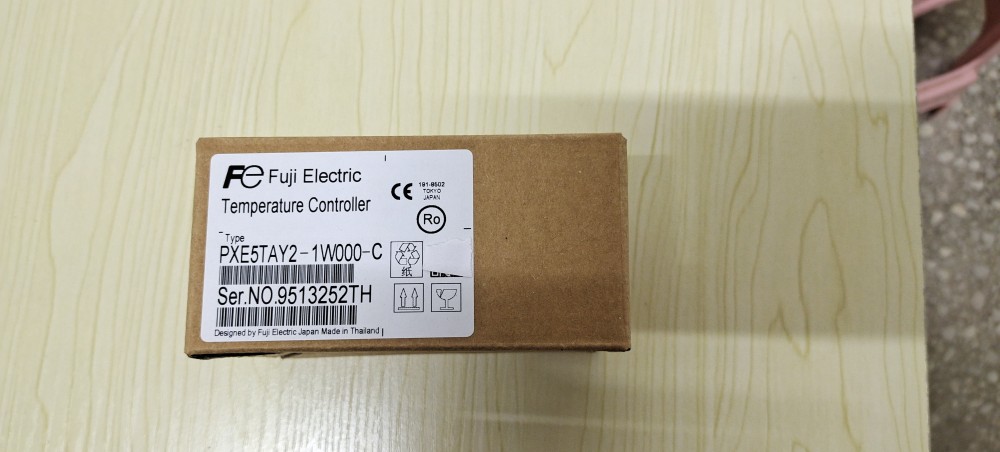 Fe Fuji Electric
Temperature Controller
CE
191-8502
TOKYO
JAPAN
Ro
Type
PXE5TAY2-1W000-C
紙
Ser.NO.9513252TH
Designed by Fuji Electric Japan Made in Thailand